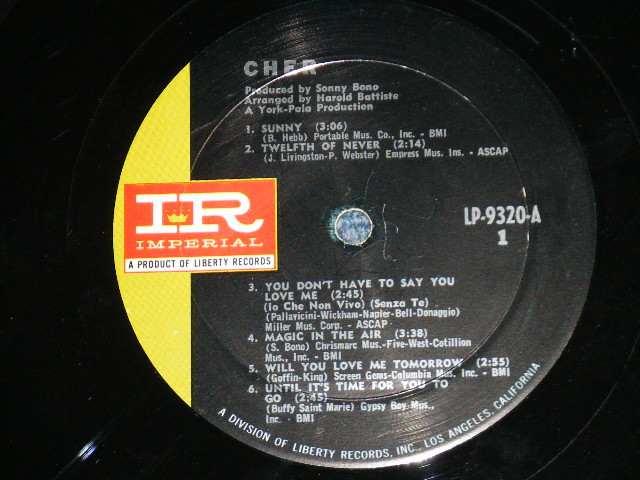 CHER
Produced by Sonny Bono
Arranged by Harold Battiste
A York-Pala Production
1. SUNNY (3:06)
(B. Hebb) Portable Mus. Co., Inc. - BMI
2. TWELFTH OF NEVER (2:14)
(J. Livingston-P. Webster) Empress Mus. Ins. - ASCAP
IR
IMPERIAL
A PRODUCT OF LIBERTY RECORDS
LP-9320-A
1
3. YOU DON'T HAVE TO SAY YOU
LOVE ME (2:45)
(Io Che Non Vivo) (Senza Te)
(Pallavicini-Wickham-Napier-Bell-Donaggio)
Miller Mus. Corp. - ASCAP
4. MAGIC IN THE AIR (3:38)
(S. Bono) Chrismarc Mus.-Five-West-Cotillion
Mus., Inc. - BMI
5. WILL YOU LOVE ME TOMORROW (2:55)
(Goffin-King) Screen Gems-Columbia Mus. Inc. - BMI
6. UNTIL IT'S TIME FOR YOU TO
GO (2:45)
(Buffy Saint Marie) Gypsy Boy Mus.,
Inc. - BMI
A DIVISION OF LIBERTY RECORDS, INC., LOS ANGELES, CALIFORNIA